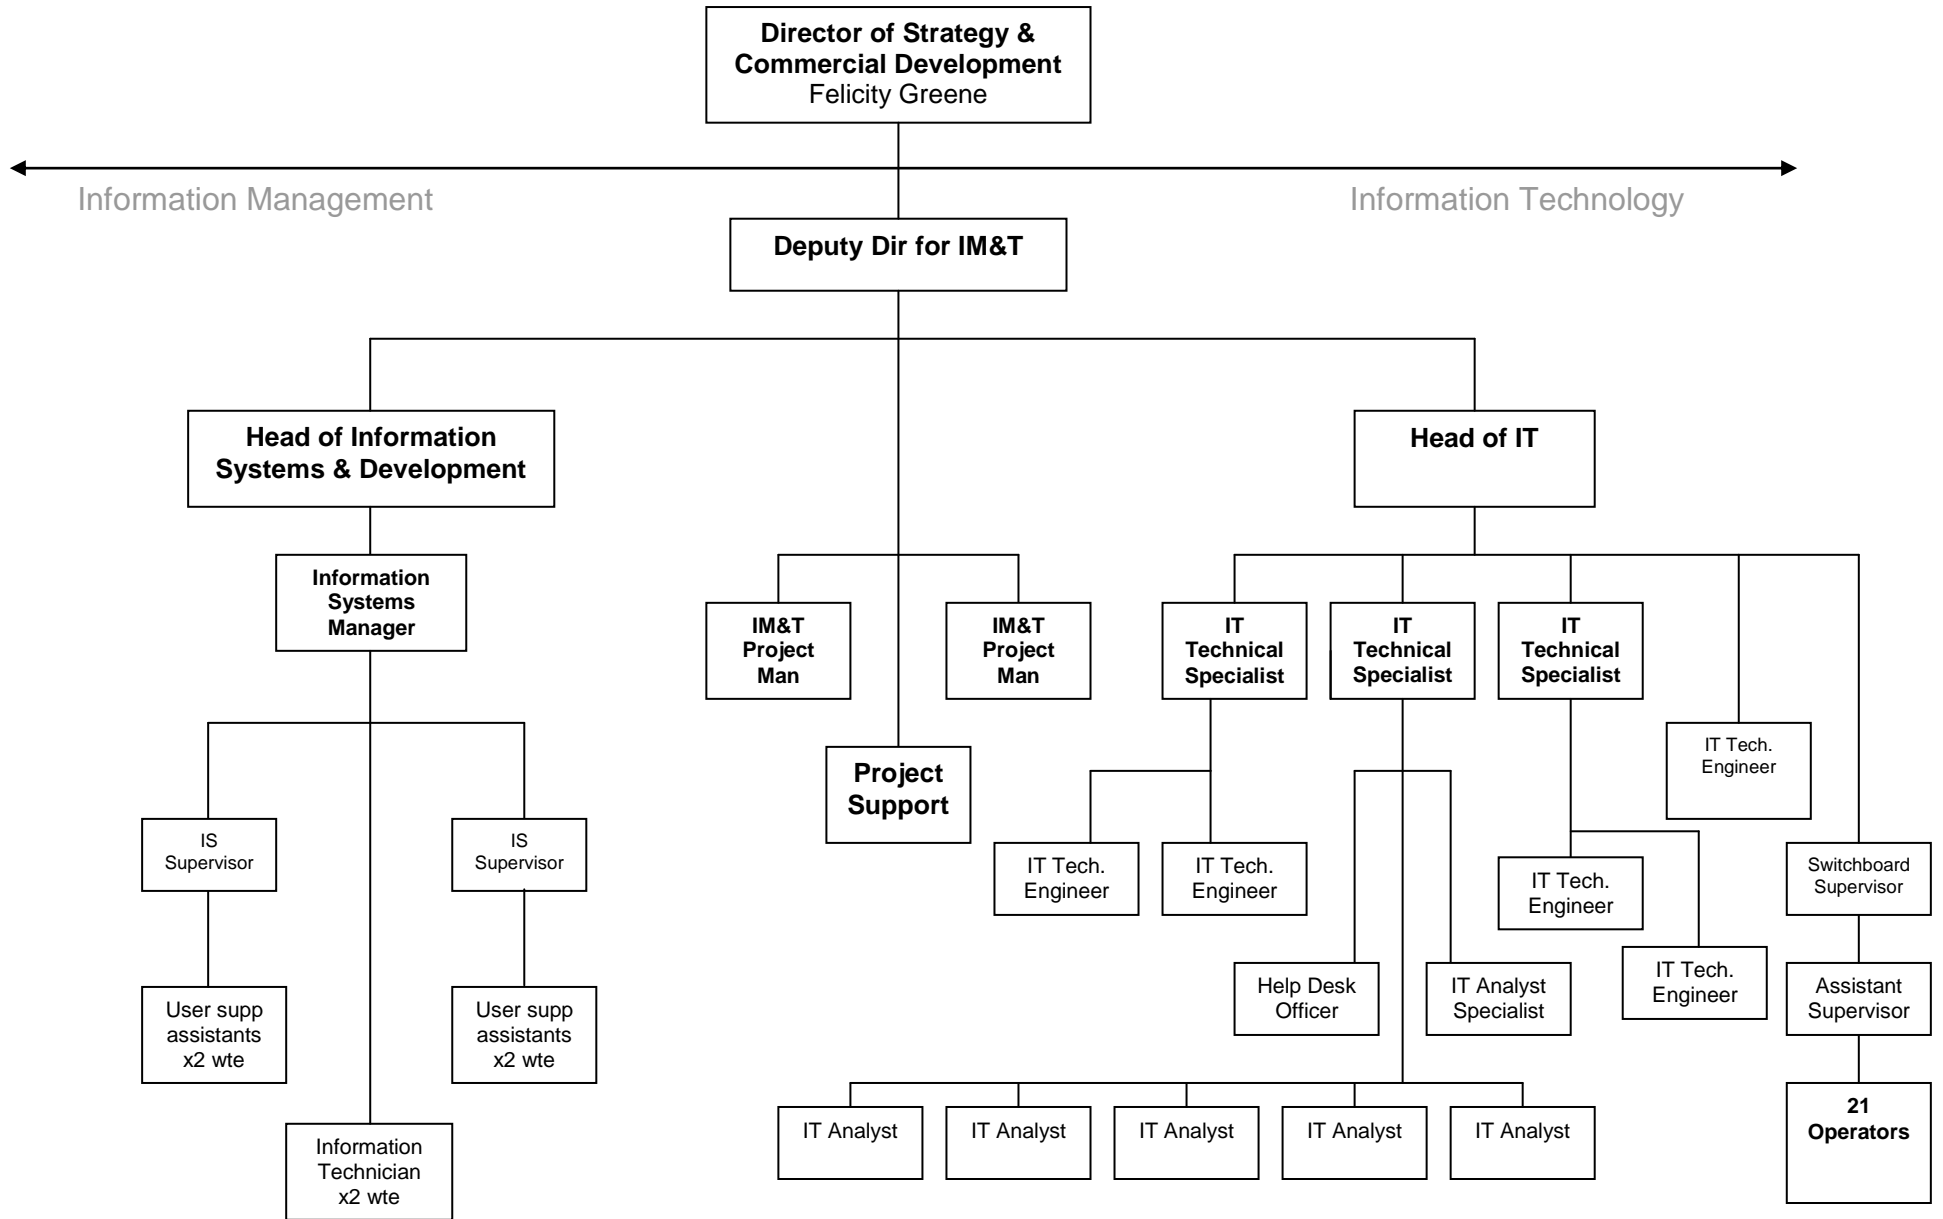 Director of Strategy &
Commercial Development
Felicity Greene
Information Management
Information Technology
Deputy Dir for IM&T
Head of Information
Systems & Development
Head of IT
Information
Systems
Manager
IM&T
Project
Man
IM&T
Project
Man
IT
Technical
Specialist
IT
Technical
Specialist
IT
Technical
Specialist
IT Tech.
Engineer
Project
Support
IS
Supervisor
IS
Supervisor
IT Tech.
Engineer
IT Tech.
Engineer
IT Tech.
Engineer
Switchboard
Supervisor
User supp
assistants
x2 wte
User supp
assistants
x2 wte
Help Desk
Officer
IT Analyst
Specialist
IT Tech.
Engineer
Assistant
Supervisor
Information
Technician
x2 wte
IT Analyst
IT Analyst
IT Analyst
IT Analyst
IT Analyst
21
Operators